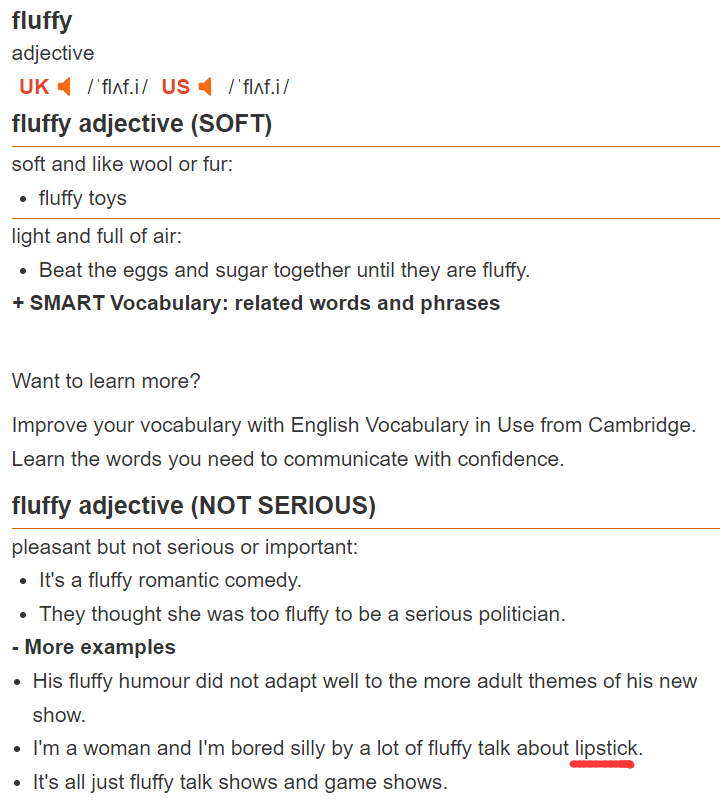 fluffy
adjective
UK /ˈflʌf.i/ US /ˈflʌf.i/
fluffy adjective (SOFT)
soft and like wool or fur:
• fluffy toys
light and full of air:
• Beat the eggs and sugar together until they are fluffy.
+ SMART Vocabulary: related words and phrases
Want to learn more?
Improve your vocabulary with English Vocabulary in Use from Cambridge.
Learn the words you need to communicate with confidence.
fluffy adjective (NOT SERIOUS)
pleasant but not serious or important:
• It's a fluffy romantic comedy.
• They thought she was too fluffy to be a serious politician.
- More examples
• His fluffy humour did not adapt well to the more adult themes of his new
show.
• I'm a woman and I'm bored silly by a lot of fluffy talk about lipstick.
• It's all just fluffy talk shows and game shows.